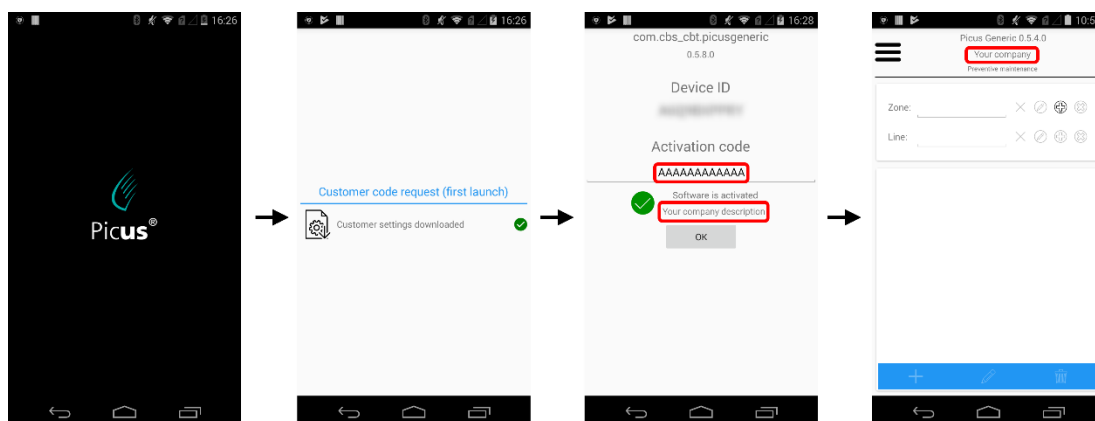 16:26
Picus®
16:26
Customer code request (first launch)
Customer settings downloaded
16:28
com.cbs_cbt.picusgeneric
0.5.8.0
Device ID
Activation code
AAAAAAAAAAAA
Software is activated
Your company description
OK
Picus Generic 0.5.4.0
Your company
Preventive maintenance
Zone:
Line: